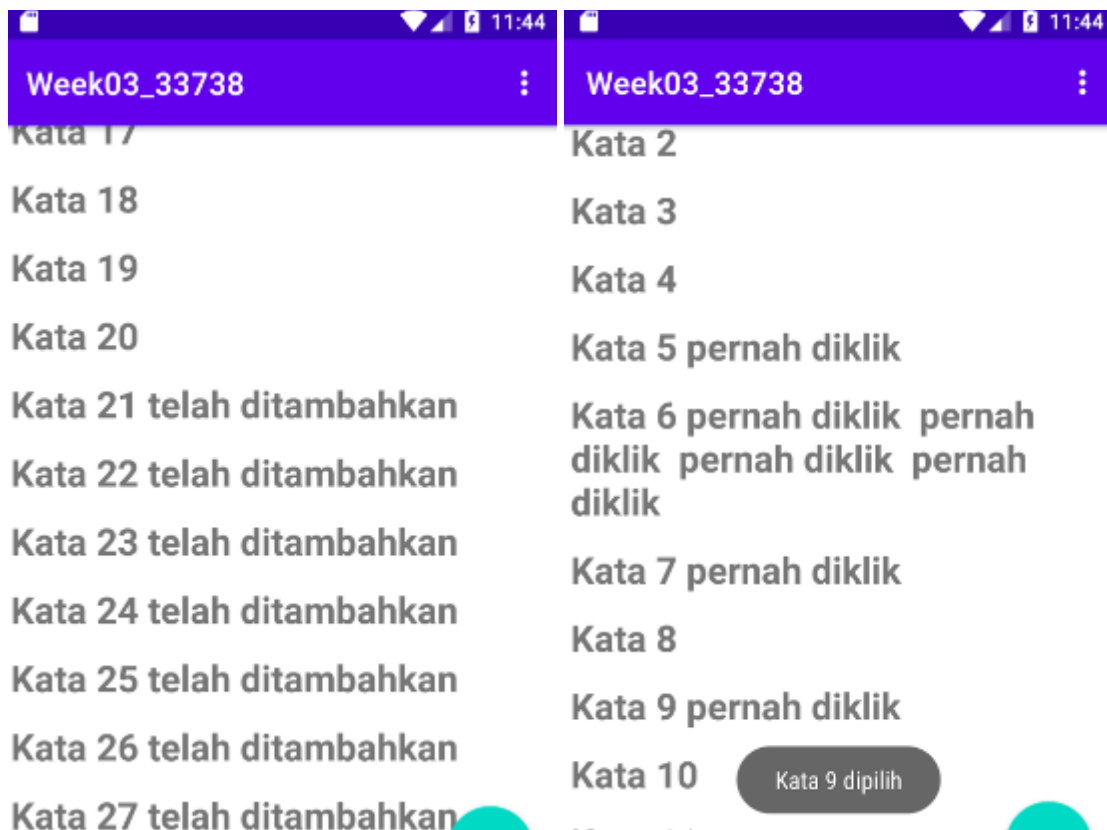 11:44
Week03_33738
Kata 17
Kata 18
Kata 19
Kata 20
Kata 21 telah ditambahkan
Kata 22 telah ditambahkan
Kata 23 telah ditambahkan
Kata 24 telah ditambahkan
Kata 25 telah ditambahkan
Kata 26 telah ditambahkan
Kata 27 telah ditambahkan
11:44
Week03_33738
Kata 2
Kata 3
Kata 4
Kata 5 pernah diklik
Kata 6 pernah diklik  pernah
diklik  pernah diklik  pernah
diklik
Kata 7 pernah diklik
Kata 8
Kata 9 pernah diklik
Kata 10
Kata 9 dipilih